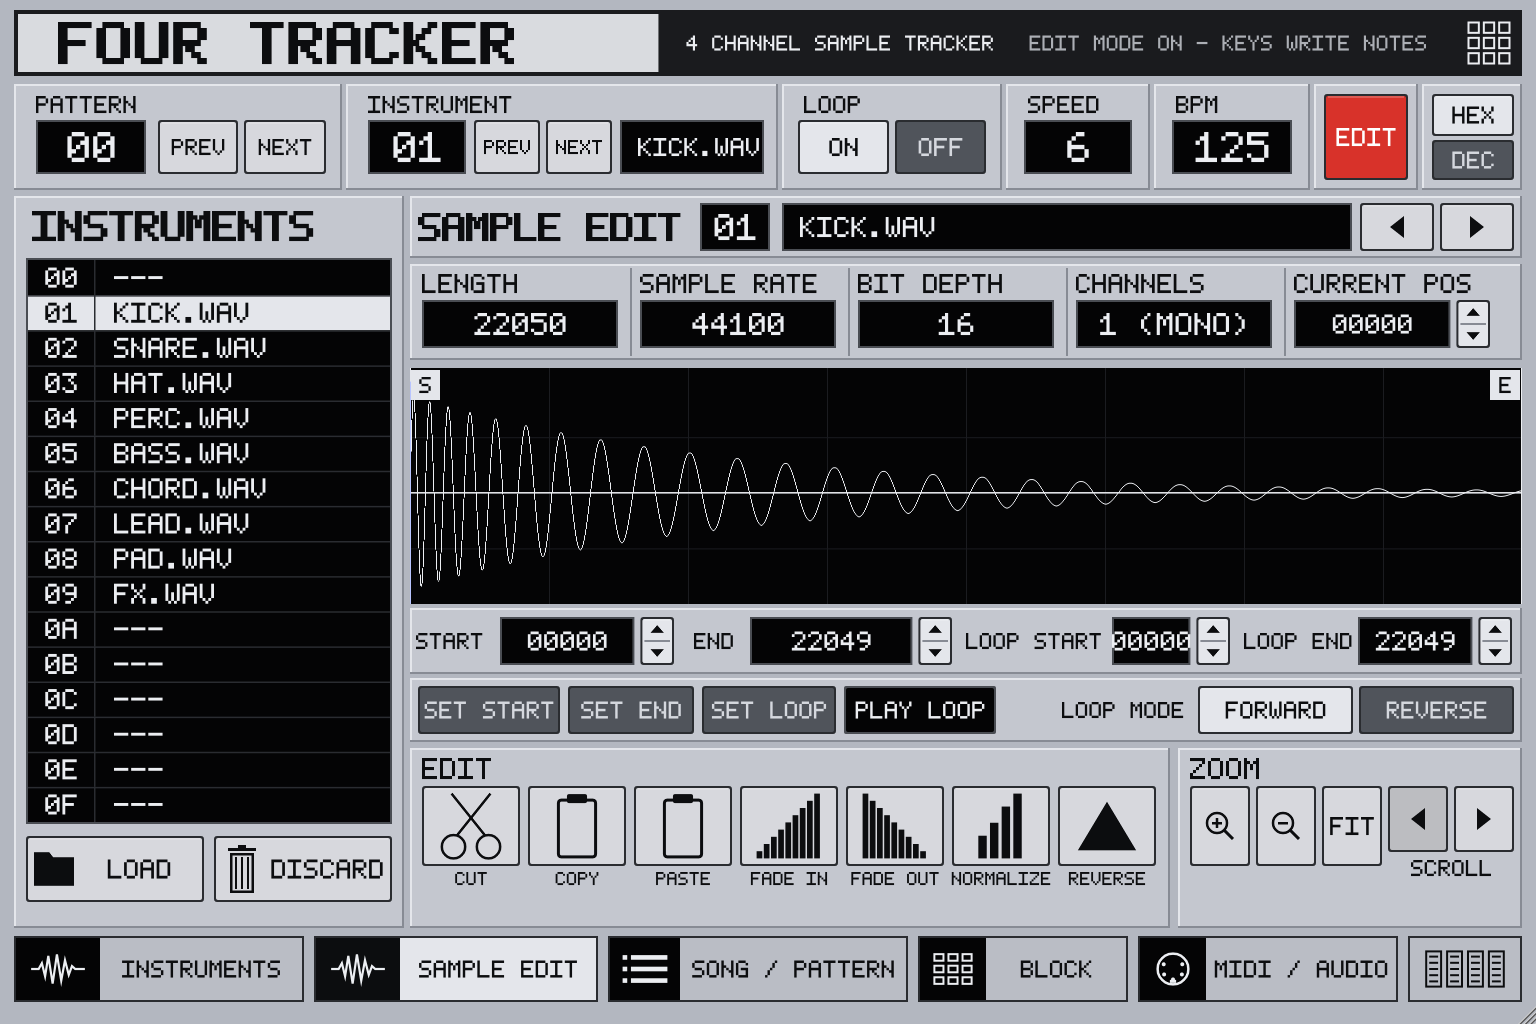 FOUR TRACKER
4 CHANNEL SAMPLE TRACKER
EDIT MODE ON - KEYS WRITE NOTES
PATTERN
00
PREV
NEXT
INSTRUMENT
01
PREV
NEXT
KICK.WAV
LOOP
ON
OFF
SPEED
6
BPM
125
EDIT
HEX
DEC
INSTRUMENTS
00 ---
01 KICK.WAV
02 SNARE.WAV
03 HAT.WAV
04 PERC.WAV
05 BASS.WAV
06 CHORD.WAV
07 LEAD.WAV
08 PAD.WAV
09 FX.WAV
0A ---
0B ---
0C ---
0D ---
0E ---
0F ---
LOAD
DISCARD
SAMPLE EDIT
01
KICK.WAV
LENGTH
22050
SAMPLE RATE
44100
BIT DEPTH
16
CHANNELS
1 (MONO)
CURRENT POS
00000
S
E
START
00000
END
22049
LOOP START
00000
LOOP END
22049
SET START
SET END
SET LOOP
PLAY LOOP
LOOP MODE
FORWARD
REVERSE
EDIT
CUT
COPY
PASTE
FADE IN
FADE OUT
NORMALIZE
REVERSE
ZOOM
FIT
SCROLL
INSTRUMENTS
SAMPLE EDIT
SONG / PATTERN
BLOCK
MIDI / AUDIO